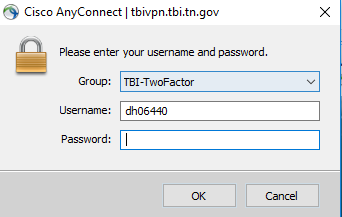 Cisco AnyConnect | tbivpn.tbi.tn.gov
Please enter your username and password.
Group: TBI-TwoFactor
Username: dh06440
Password:
OK Cancel